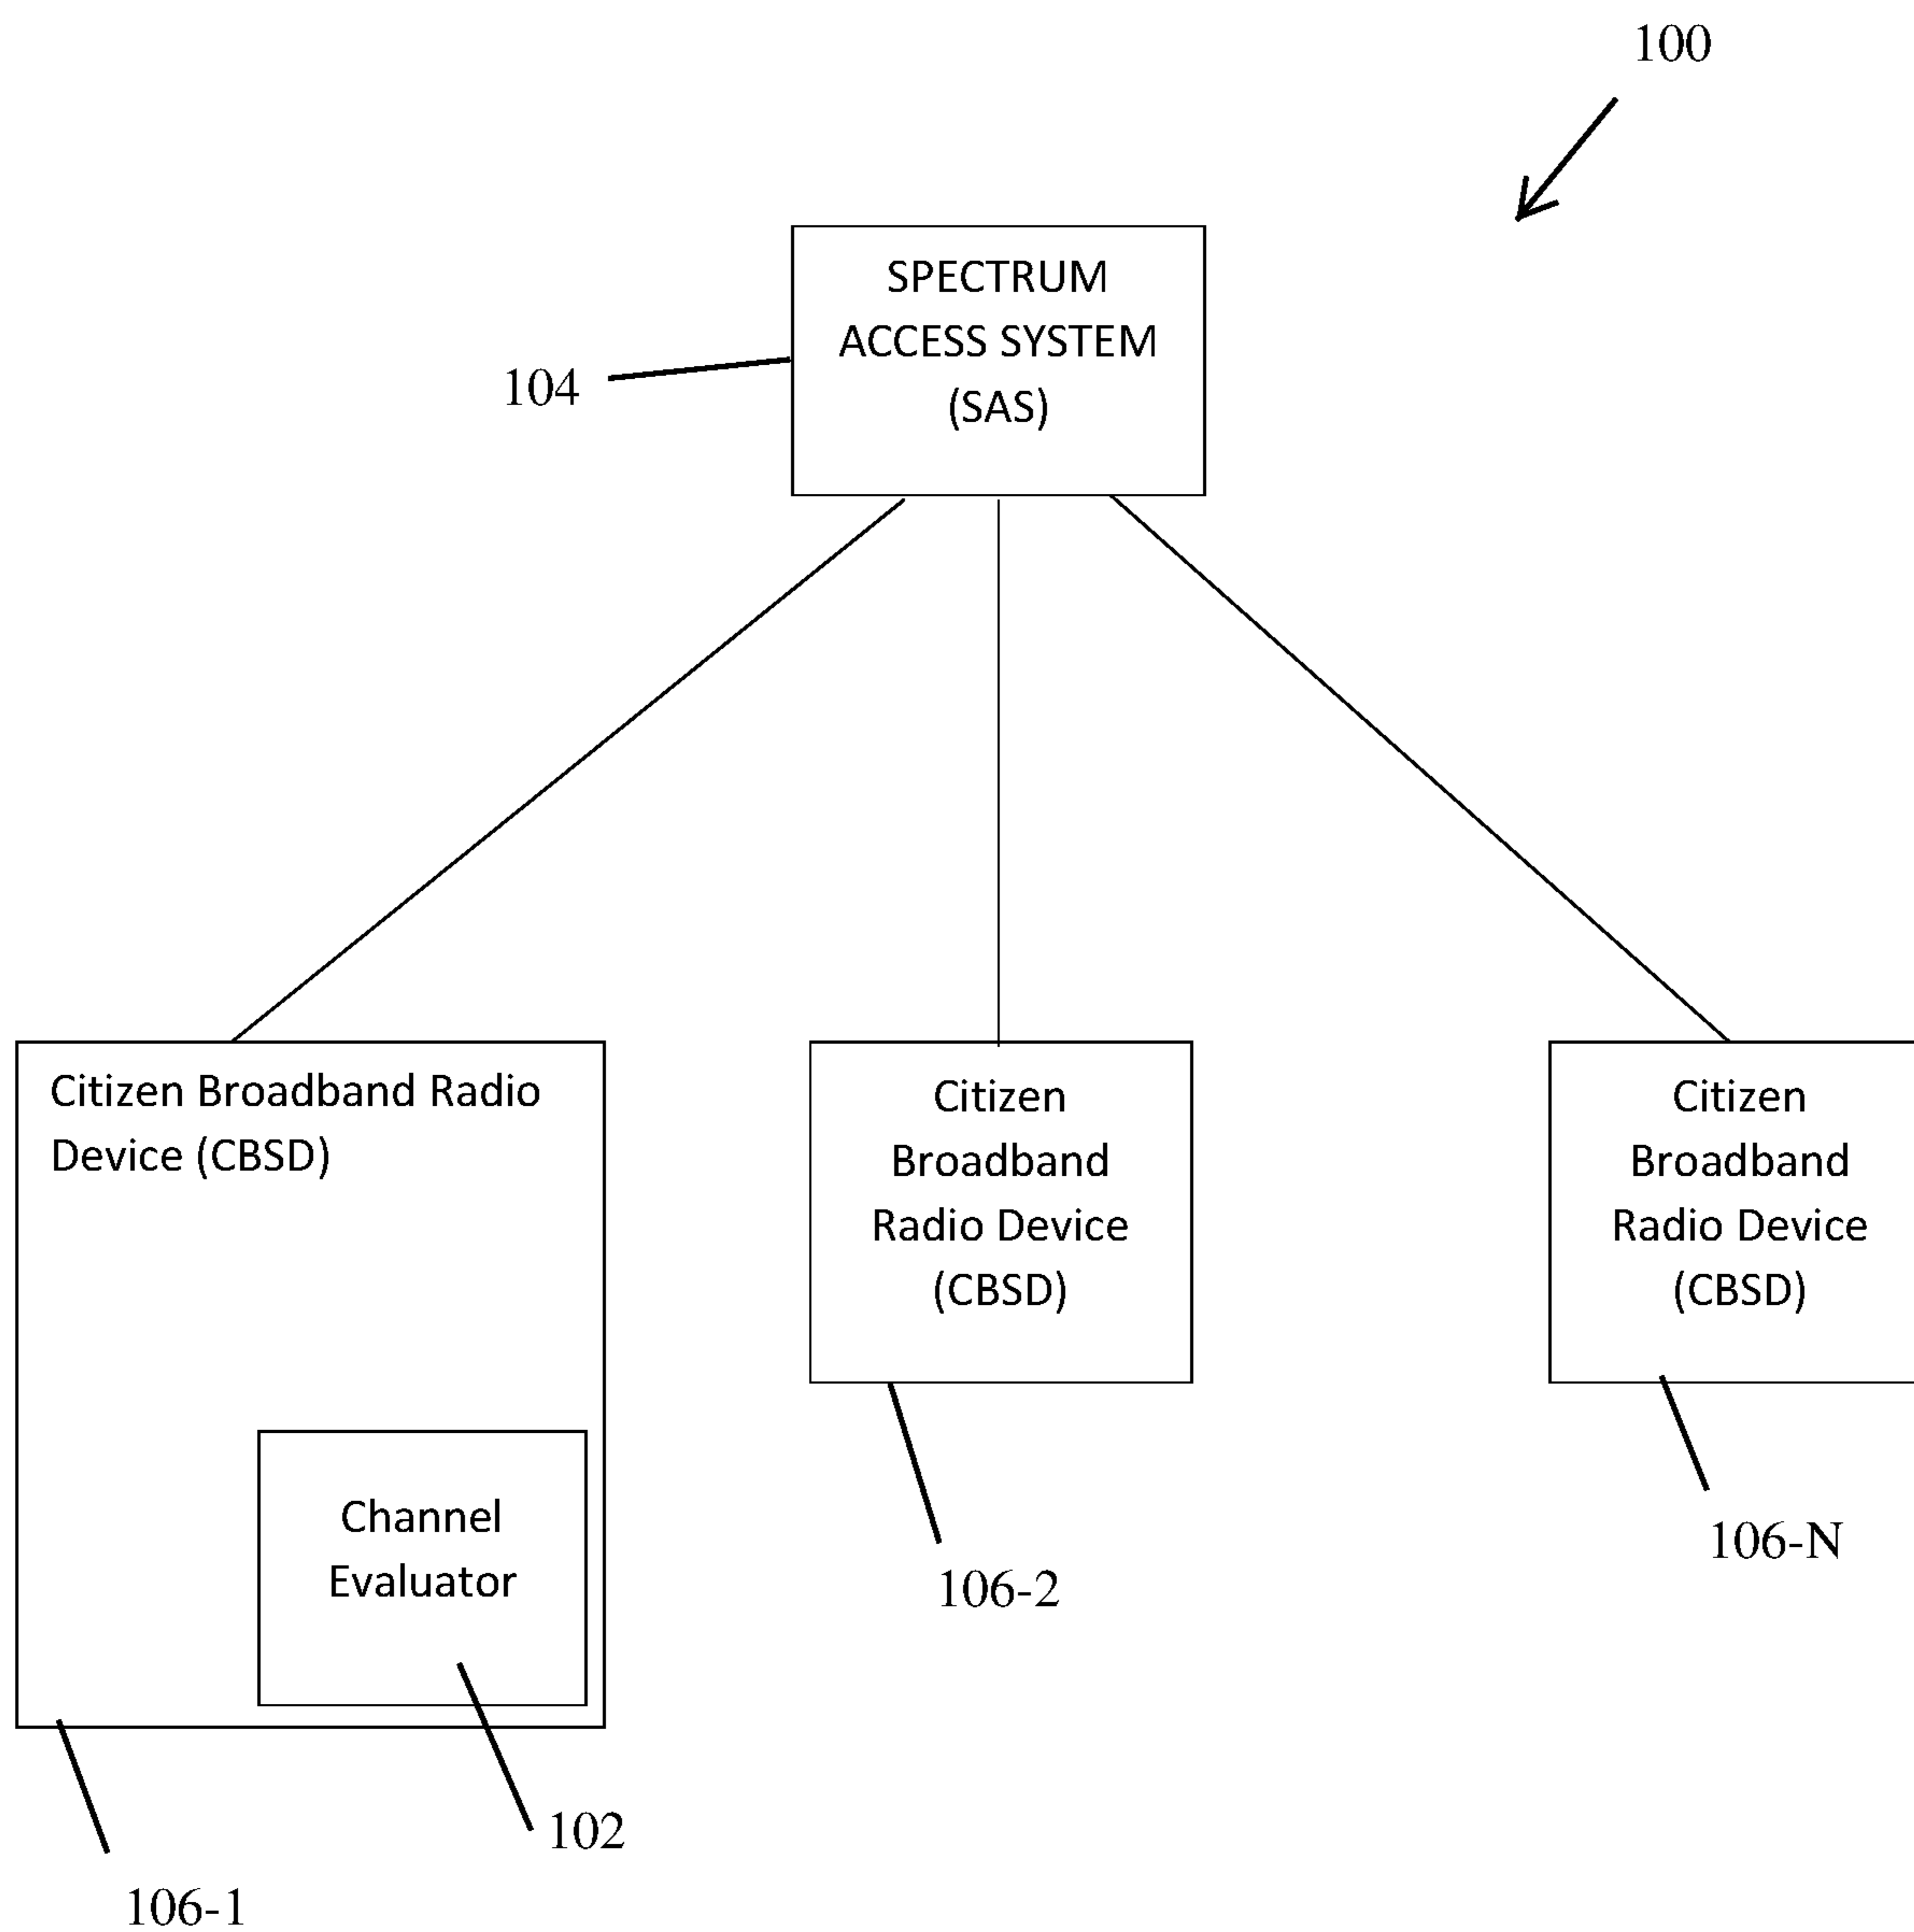 100
SPECTRUM
ACCESS SYSTEM
(SAS)
104
Citizen Broadband Radio
Device (CBSD)
Citizen
Broadband
Radio Device
(CBSD)
Citizen
Broadband
Radio Device
(CBSD)
Channel
Evaluator
106-2
106-N
102
106-1